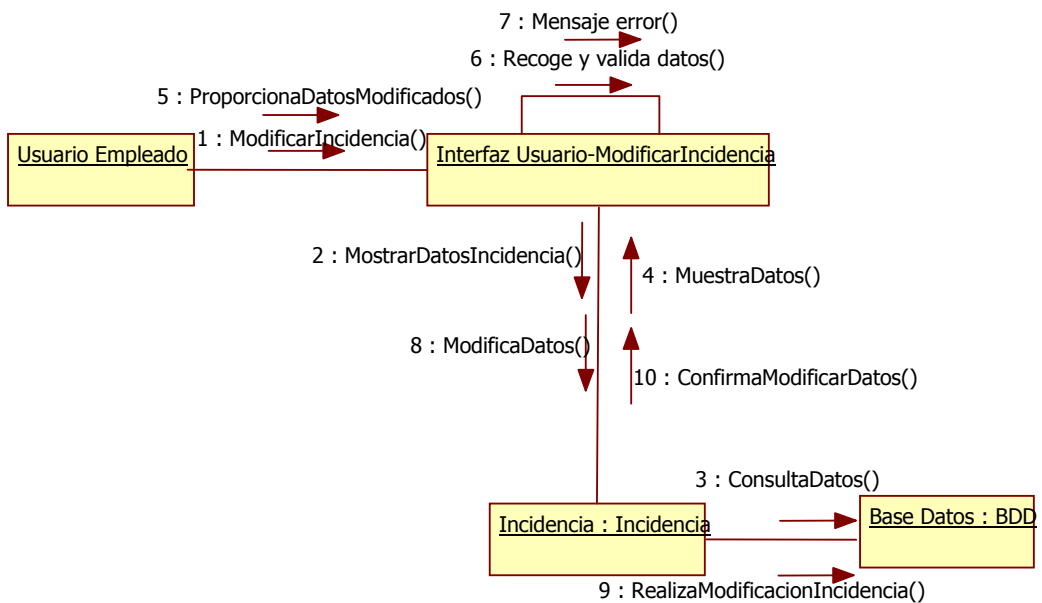 7 : Mensaje error()
6 : Recoge y valida datos()
5 : ProporcionaDatosModificados()
1 : ModificarIncidencia()
Usuario Empleado
Interfaz Usuario-ModificarIncidencia
2 : MostrarDatosIncidencia()
4 : MuestraDatos()
8 : ModificaDatos()
10 : ConfirmaModificarDatos()
3 : ConsultaDatos()
Incidencia : Incidencia
Base Datos : BDD
9 : RealizaModificacionIncidencia()